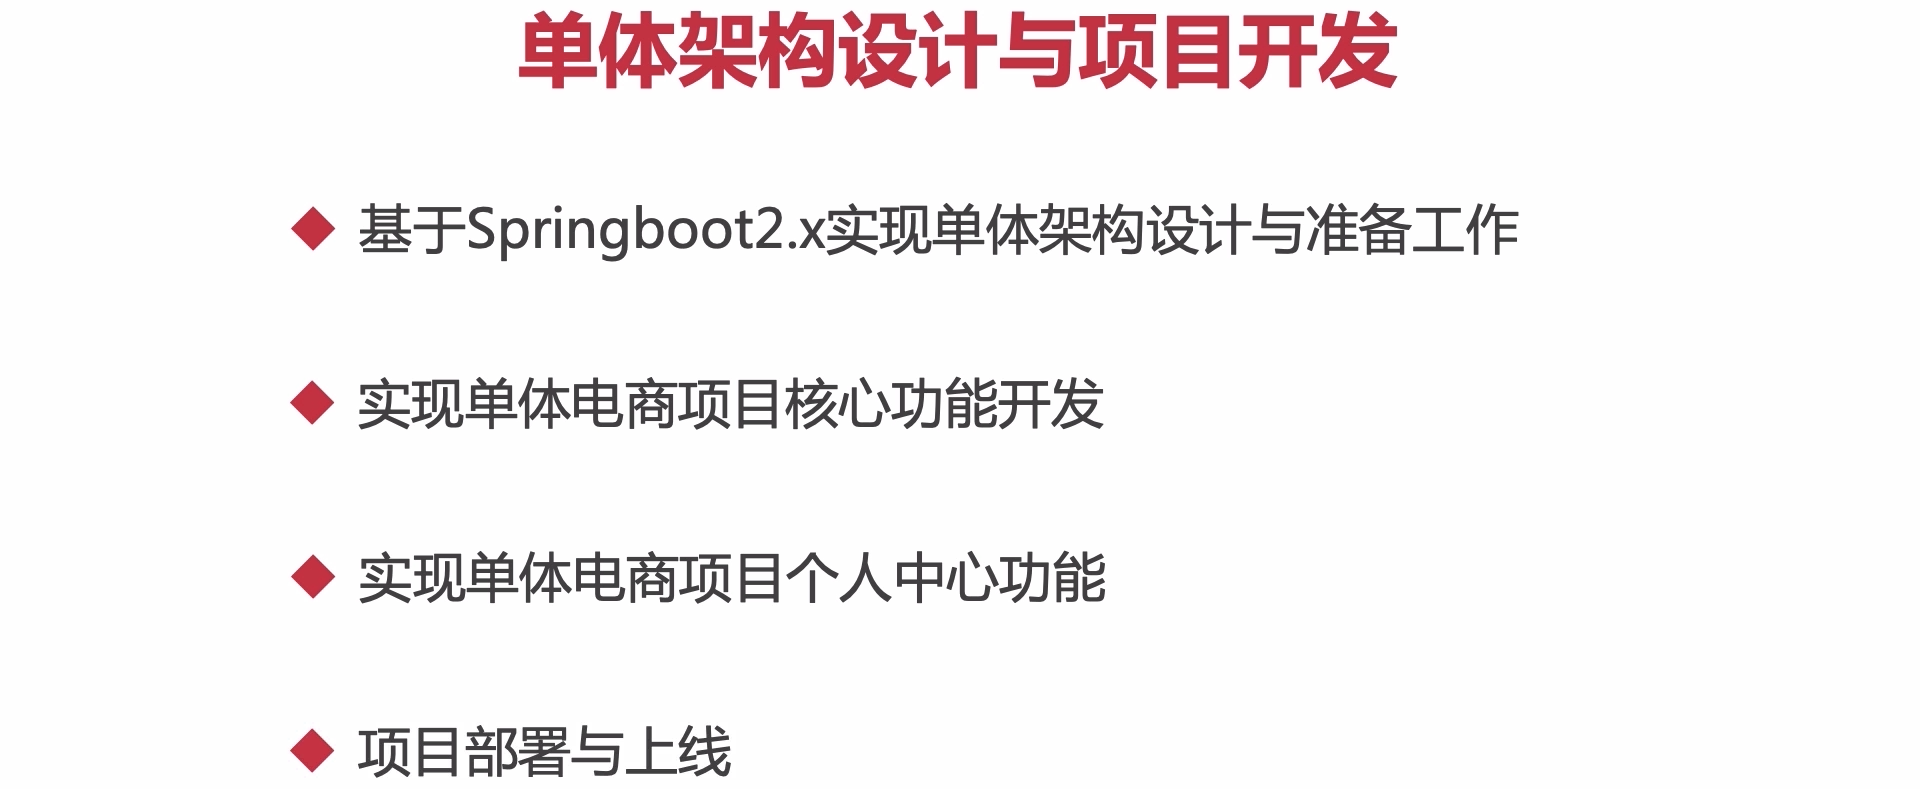 单体架构设计与项目开发
基于Springboot2.x实现单体架构设计与准备工作
实现单体电商项目核心功能开发
实现单体电商项目个人中心功能
项目部署与上线